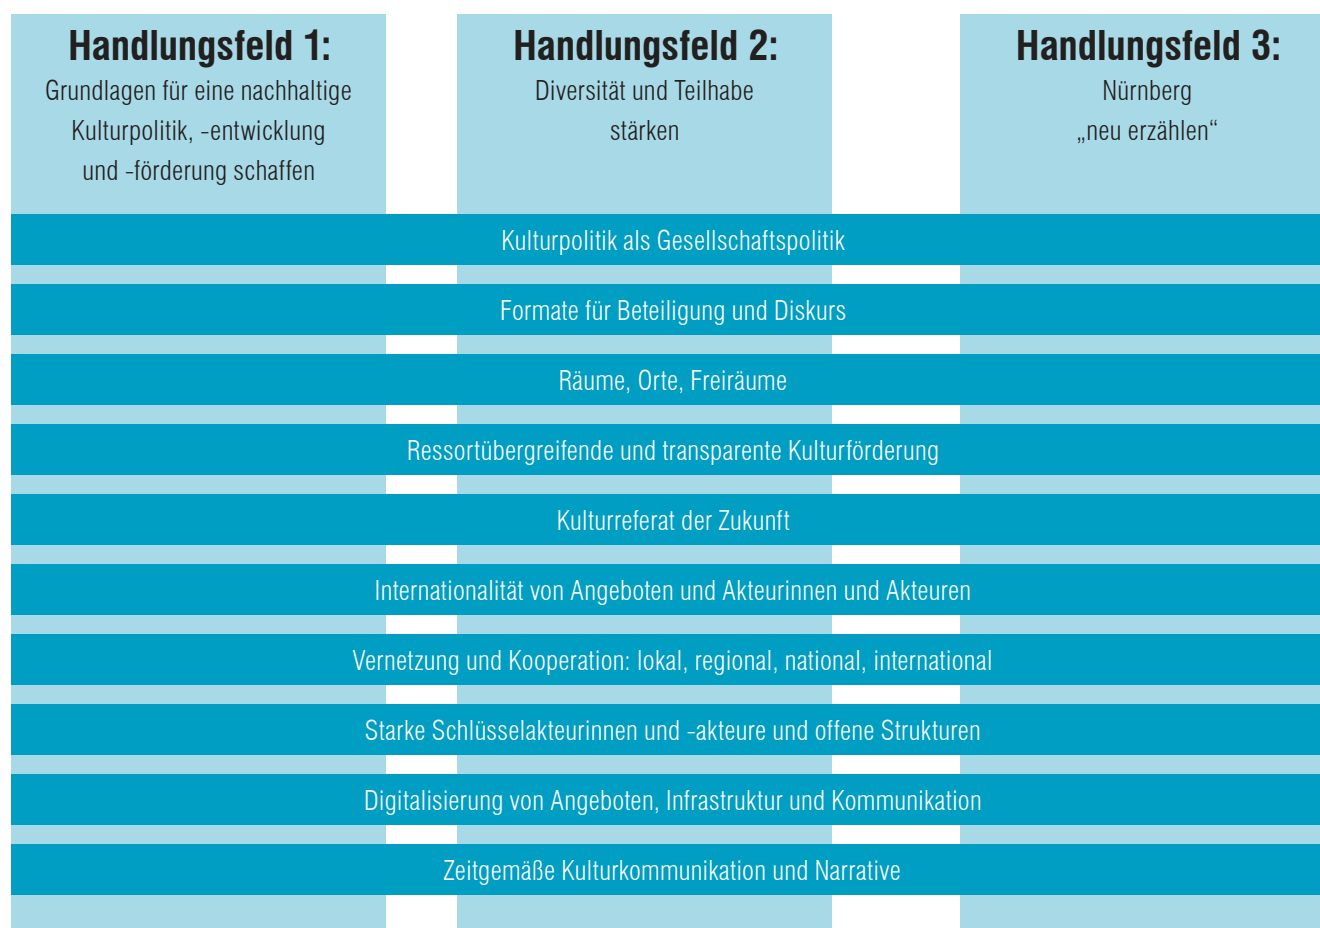 Handlungsfeld 1:
Grundlagen für eine nachhaltige
Kulturpolitik, -entwicklung
und -förderung schaffen
Handlungsfeld 2:
Diversität und Teilhabe
stärken
Handlungsfeld 3:
Nürnberg
„neu erzählen“
Kulturpolitik als Gesellschaftspolitik
Formate für Beteiligung und Diskurs
Räume, Orte, Freiräume
Ressortübergreifende und transparente Kulturförderung
Kulturreferat der Zukunft
Internationalität von Angeboten und Akteurinnen und Akteuren
Vernetzung und Kooperation: lokal, regional, national, international
Starke Schlüsselakteurinnen und -akteure und offene Strukturen
Digitalisierung von Angeboten, Infrastruktur und Kommunikation
Zeitgemäße Kulturkommunikation und Narrative